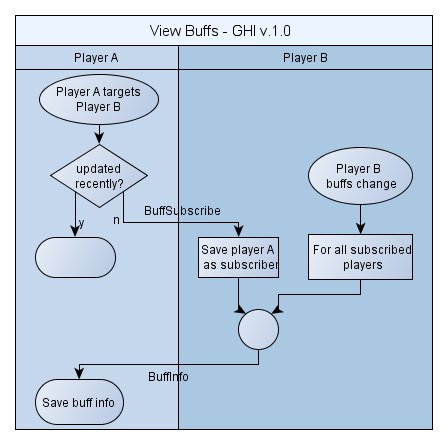 View Buffs - GHI v.1.0
Player A
Player B
Player A targets
Player B
updated
recently?
y
n
BuffSubscribe
Player B
buffs change
Save player A
as subscriber
For all subscribed
players
BuffInfo
Save buff info